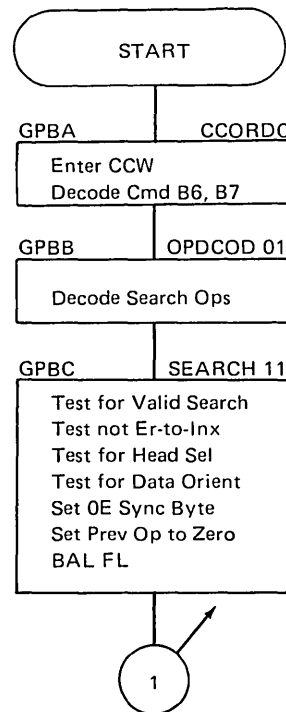 START
GPBA CCORDC
Enter CCW
Decode Cmd B6, B7
GPBB OPDCOD 01
Decode Search Ops
GPBC SEARCH 11
Test for Valid Search
Test not Er-to-Inx
Test for Head Sel
Test for Data Orient
Set 0E Sync Byte
Set Prev Op to Zero
BAL FL
1